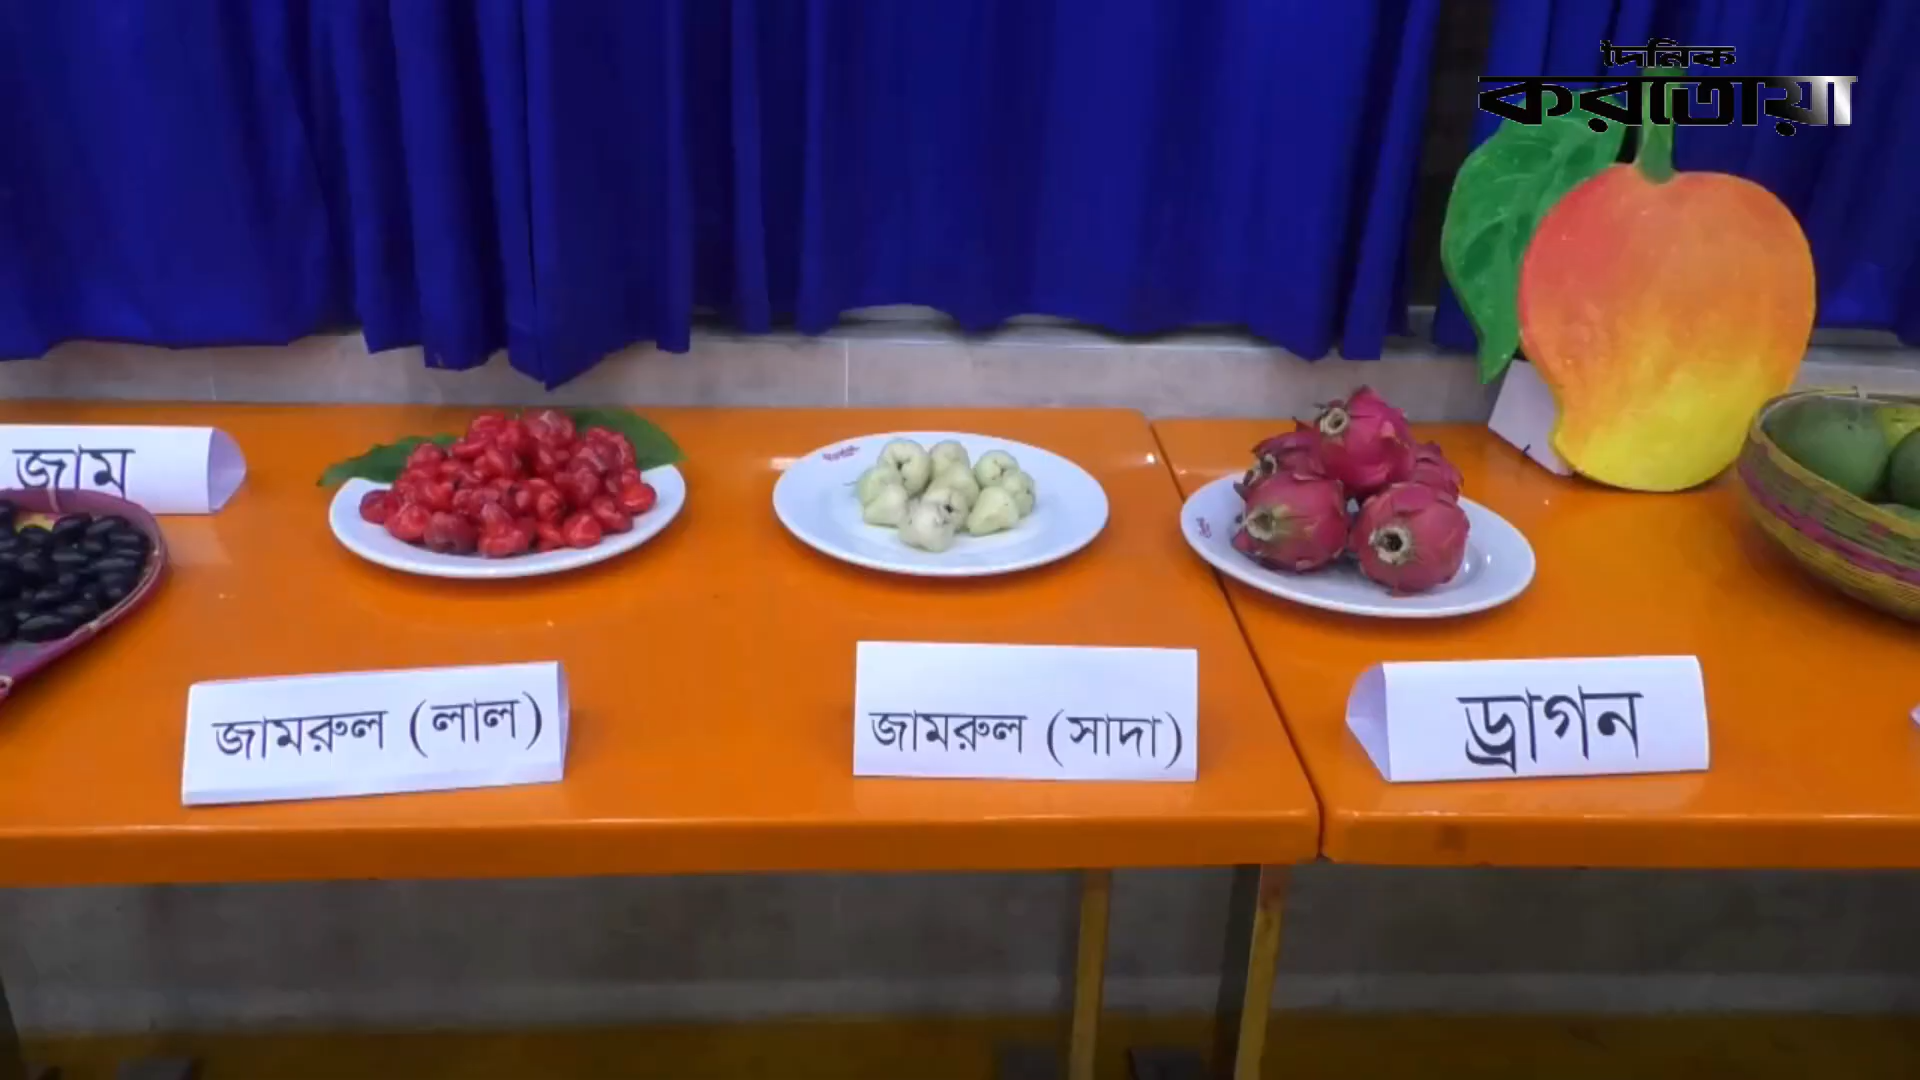 দৈনিক
করতোয়া
জাম
জামরুল (লাল)
জামরুল (সাদা)
ড্রাগন